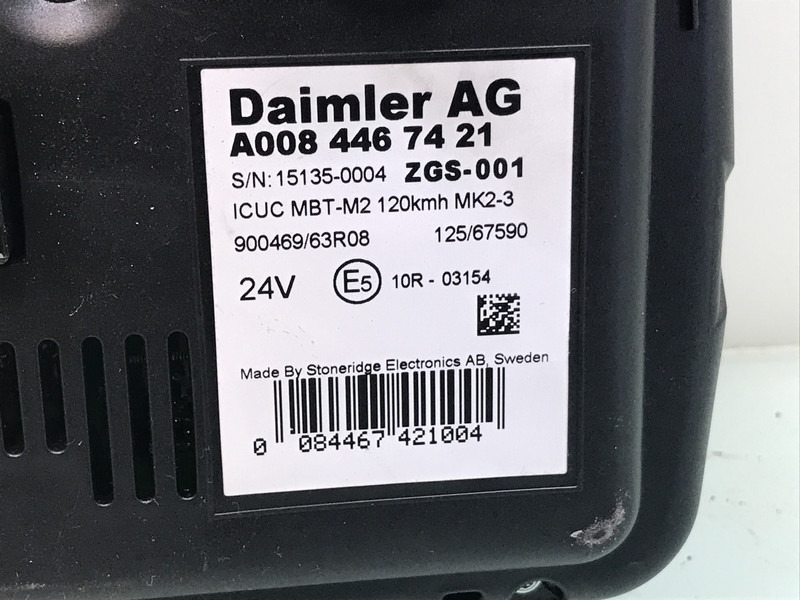 Daimler AG
A008 446 74 21
S/N: 15135-0004 ZGS-001
ICUC MBT-M2 120kmh MK2-3
900469/63R08 125/67590
24V E5 10R - 03154
Made By Stoneridge Electronics AB, Sweden
0 084467 421004